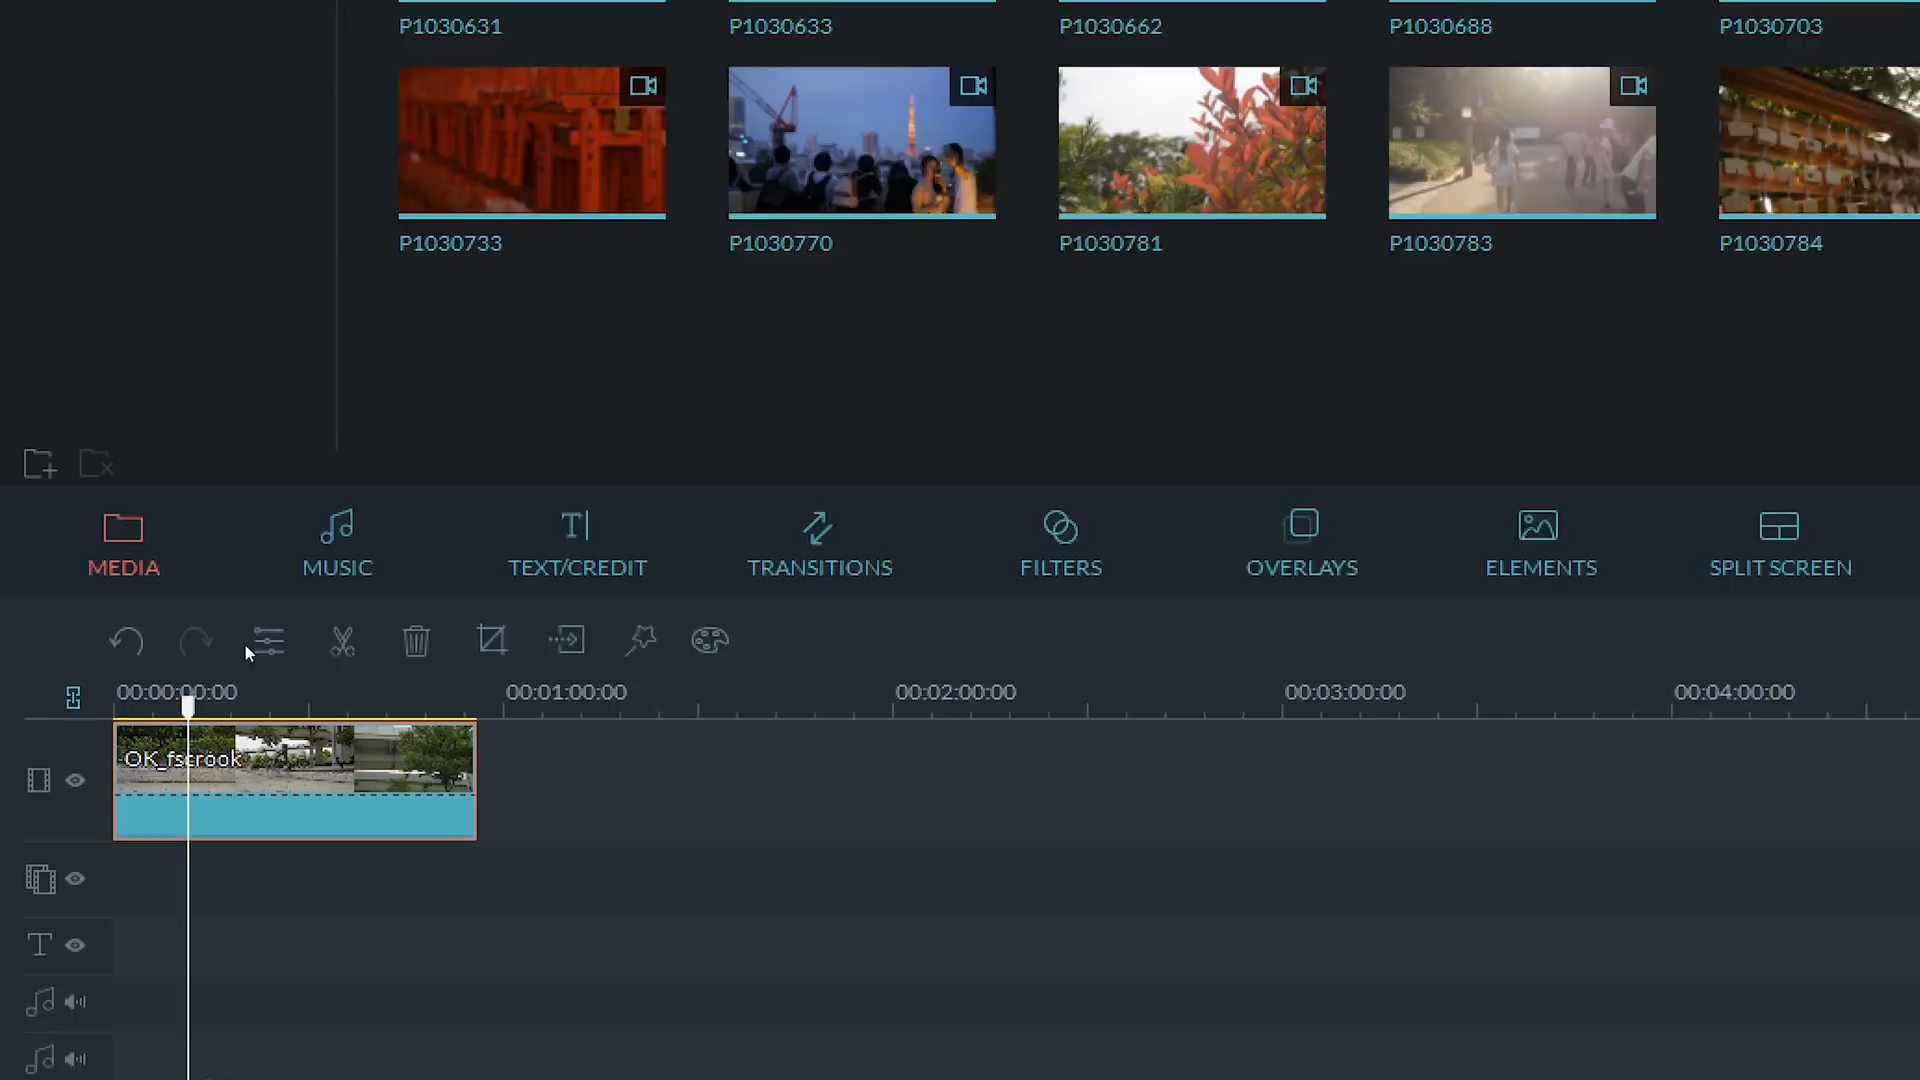 P1030631 P1030633 P1030662 P1030688 P1030703
P1030733 P1030770 P1030781 P1030783 P1030784
MEDIA MUSIC TEXT/CREDIT TRANSITIONS FILTERS OVERLAYS ELEMENTS SPLIT SCREEN
00:00:00:00 00:01:00:00 00:02:00:00 00:03:00:00 00:04:00:00
OK_fscrook